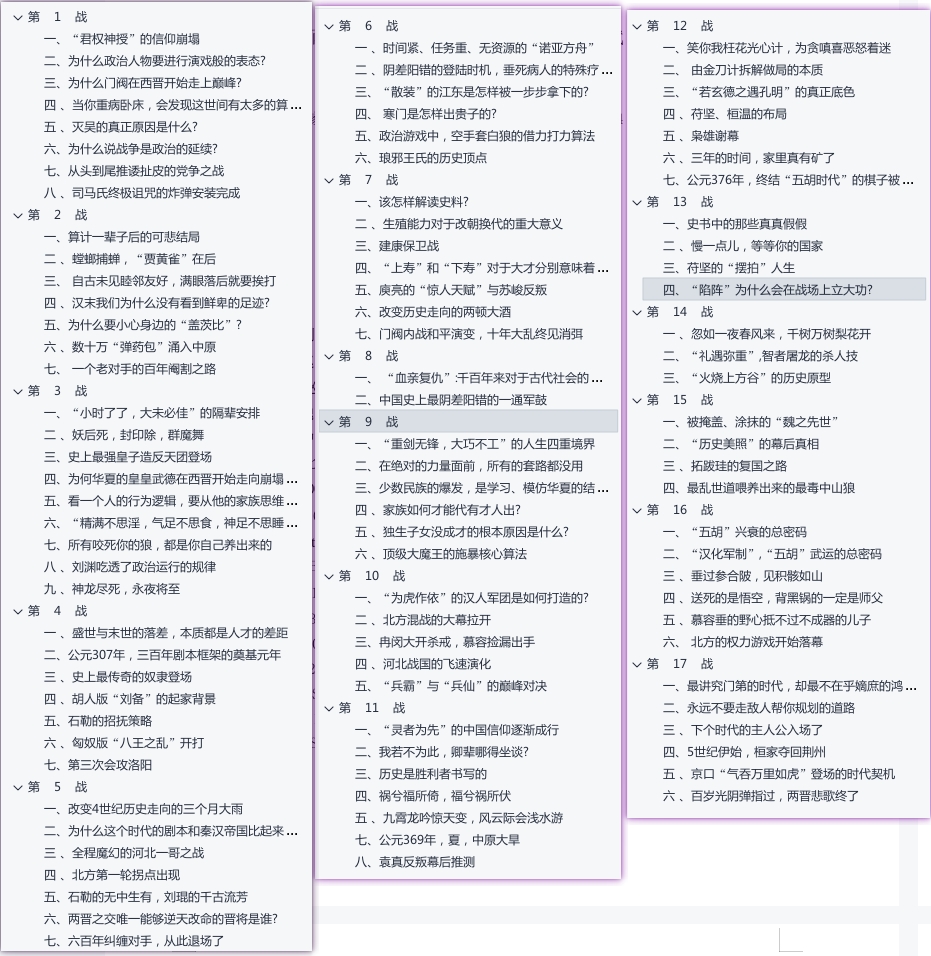 第 1 战
一、“君权神授”的信仰崩塌
二、为什么政治人物要进行演戏般的表态?
三、为什么门阀在西晋开始走上巅峰?
四 、当你重病卧床，会发现这世间有太多的算 ...
五 、灭吴的真正原因是什么?
六、为什么说战争是政治的延续?
七、从头到尾推诿扯皮的党争之战
八 、司马氏终极诅咒的炸弹安装完成
第 2 战
一、算计一辈子后的可悲结局
二 、螳螂捕蝉，“贾黄雀”在后
三、 自古未见睦邻友好，满眼落后就要挨打
四 、汉末我们为什么没有看到鲜卑的足迹?
五、为什么要小心身边的“盖茨比”?
六 、数十万“弹药包”涌入中原
七、 一个老对手的百年阉割之路
第 3 战
一、“小时了了，大未必佳”的隔辈安排
二 、妖后死，封印除，群魔舞
三、史上最强皇子造反天团登场
四、为何华夏的皇皇武德在西晋开始走向崩塌 ...
五、看一个人的行为逻辑，要从他的家族思维 ...
六、“精满不思淫，气足不思食，神足不思睡 ...
七、所有咬死你的狼，都是你自己养出来的
八 、刘渊吃透了政治运行的规律
九 、神龙尽死，永夜将至
第 4 战
一 、盛世与末世的落差，本质都是人才的差距
二、公元307年，三百年剧本框架的奠基元年
三 、史上最传奇的奴隶登场
四 、胡人版“刘备”的起家背景
五、石勒的招抚策略
六 、匈奴版“八王之乱”开打
七、第三次会攻洛阳
第 5 战
一、改变4世纪历史走向的三个月大雨
二、为什么这个时代的剧本和秦汉帝国比起来 ...
三 、全程魔幻的河北一哥之战
四 、北方第一轮拐点出现
五、石勒的无中生有，刘琨的千古流芳
六、两晋之交唯一能够逆天改命的晋将是谁?
七、六百年纠缠对手，从此退场了
第 6 战
一 、时间紧、任务重、无资源的“诺亚方舟”
二 、阴差阳错的登陆时机，垂死病人的特殊疗 ...
三、“散装”的江东是怎样被一步步拿下的?
四、 寒门是怎样出贵子的?
五、政治游戏中，空手套白狼的借力打力算法
六、琅邪王氏的历史顶点
第 7 战
一、该怎样解读史料?
二 、生殖能力对于改朝换代的重大意义
三、建康保卫战
四、“上寿”和“下寿”对于大才分别意味着 ...
五、庾亮的“惊人天赋”与苏峻反叛
六、改变历史走向的两顿大酒
七、门阀内战和平演变，十年大乱终见消弭
第 8 战
一、 “血亲复仇”:千百年来对于古代社会的 ...
二、中国史上最阴差阳错的一通军鼓
第 9 战
一、“重剑无锋，大巧不工”的人生四重境界
二、在绝对的力量面前，所有的套路都没用
三、少数民族的爆发，是学习、模仿华夏的结 ...
四 、家族如何才能代有才人出?
五 、独生子女没成才的根本原因是什么?
六 、顶级大魔王的施暴核心算法
第 10 战
一、“为虎作依”的汉人军团是如何打造的?
二 、北方混战的大幕拉开
三、冉闵大开杀戒，慕容捡漏出手
四 、河北战国的飞速演化
五、“兵霸”与“兵仙”的巅峰对决
第 11 战
一、“灵者为先”的中国信仰逐渐成行
二、我若不为此，卿辈哪得坐谈?
三、历史是胜利者书写的
四、祸兮福所倚，福兮祸所伏
五 、九霄龙吟惊天变，风云际会浅水游
七、公元369年，夏，中原大旱
八、袁真反叛幕后推测
第 12 战
一、笑你我枉花光心计，为贪嗔喜恶怒着迷
二、 由金刀计拆解做局的本质
三、“若玄德之遇孔明”的真正底色
四、苻坚、桓温的布局
五、枭雄谢幕
六 、三年的时间，家里真有矿了
七、公元376年，终结“五胡时代”的棋子被 ...
第 13 战
一、史书中的那些真真假假
二 、慢一点儿，等等你的国家
三、苻坚的“摆拍”人生
四、“陷阵”为什么会在战场上立大功?
第 14 战
一 、忽如一夜春风来，千树万树梨花开
二、“礼遇弥重”,智者屠龙的杀人技
三、“火烧上方谷”的历史原型
第 15 战
一、被掩盖、涂抹的“魏之先世”
二、“历史美照”的幕后真相
三 、拓跋珪的复国之路
四、最乱世道喂养出来的最毒中山狼
第 16 战
一、“五胡”兴衰的总密码
二、“汉化军制”，“五胡”武运的总密码
三 、垂过参合陂，见积骸如山
四 、送死的是悟空，背黑锅的一定是师父
五 、慕容垂的野心抵不过不成器的儿子
六、 北方的权力游戏开始落幕
第 17 战
一、最讲究门第的时代，却最不在乎嫡庶的鸿 ...
二、永远不要走敌人帮你规划的道路
三 、下个时代的主人公入场了
四、5世纪伊始，桓家夺回荆州
五 、京口“气吞万里如虎”登场的时代契机
六 、百岁光阴弹指过，两晋悲歌终了